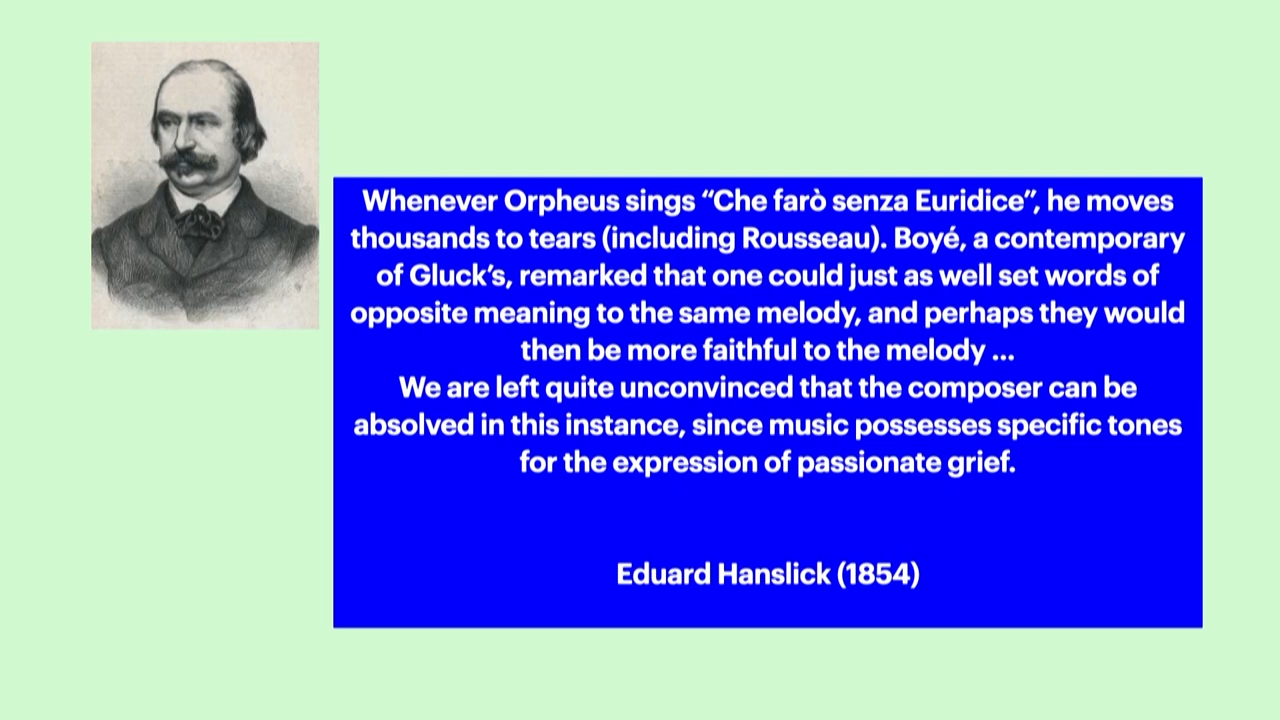 Whenever Orpheus sings “Che farò senza Euridice”, he moves
thousands to tears (including Rousseau). Boyé, a contemporary
of Gluck’s, remarked that one could just as well set words of
opposite meaning to the same melody, and perhaps they would
then be more faithful to the melody ...
We are left quite unconvinced that the composer can be
absolved in this instance, since music possesses specific tones
for the expression of passionate grief.
Eduard Hanslick (1854)